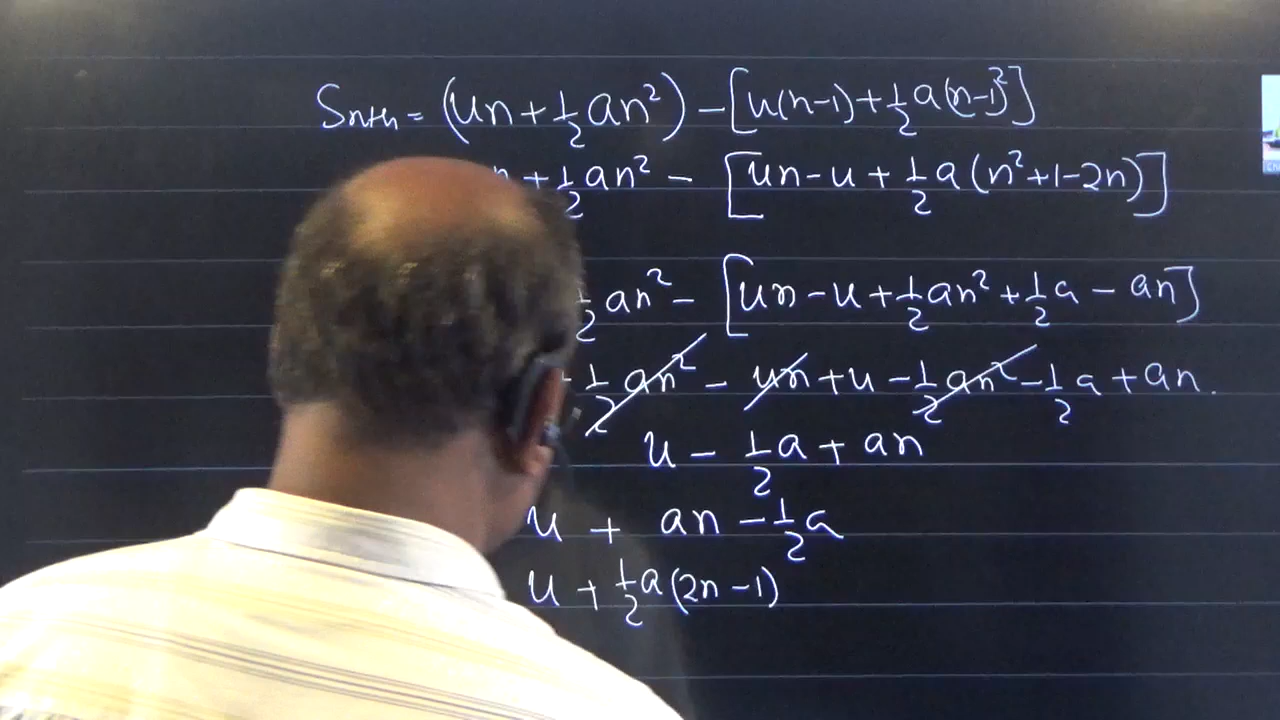 Snth = (un + 1/2 an²) - [u(n-1) + 1/2 a(n-1)²]
n + 1/2 an² - [un - u + 1/2 a(n² + 1 - 2n)]
1/2 an² - [un - u + 1/2 an² + 1/2 a - an]
1/2 an² - un + u - 1/2 an² - 1/2 a + an.
u - 1/2 a + an
u + an - 1/2 a
u + 1/2 a(2n - 1)